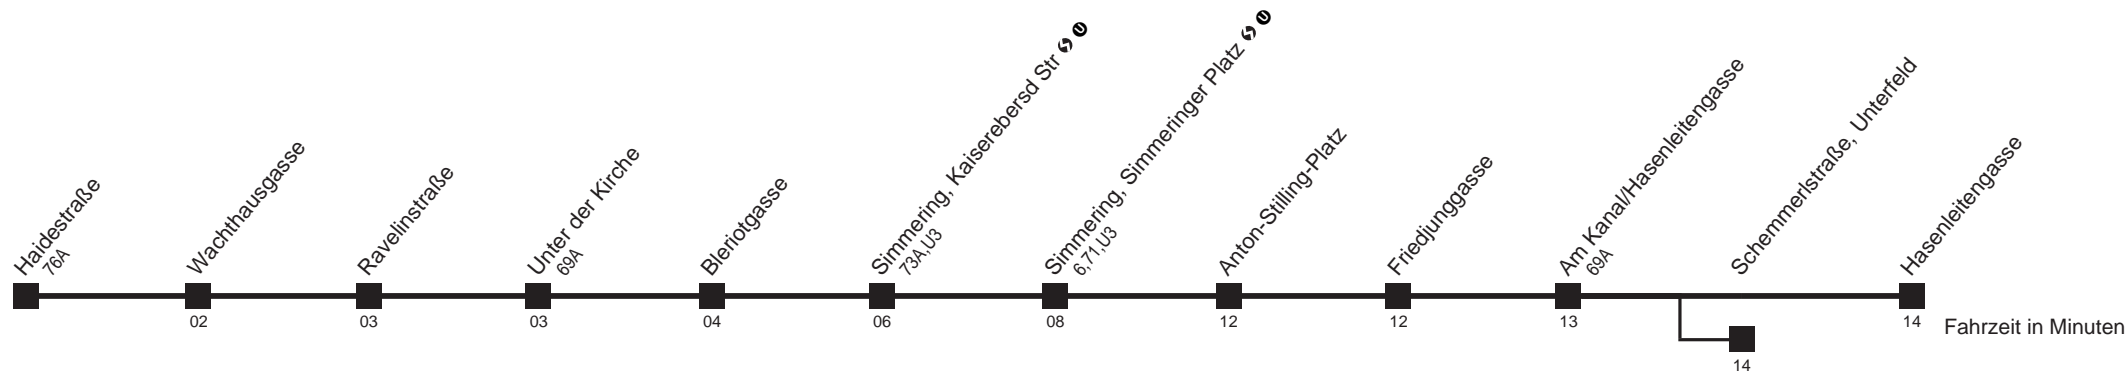 Haidestraße
76A
Wachthausgasse
02
Ravelinstraße
03
Unter der Kirche
69A
03
Bleriotgasse
04
Simmering, Kaiserebersd Str S U
73A,U3
06
Simmering, Simmeringer Platz S U
6,71,U3
08
Anton-Stilling-Platz
12
Friedjunggasse
12
Am Kanal/Hasenleitengasse
69A
13
Schemmerlstraße, Unterfeld
14
Hasenleitengasse
14
Fahrzeit in Minuten